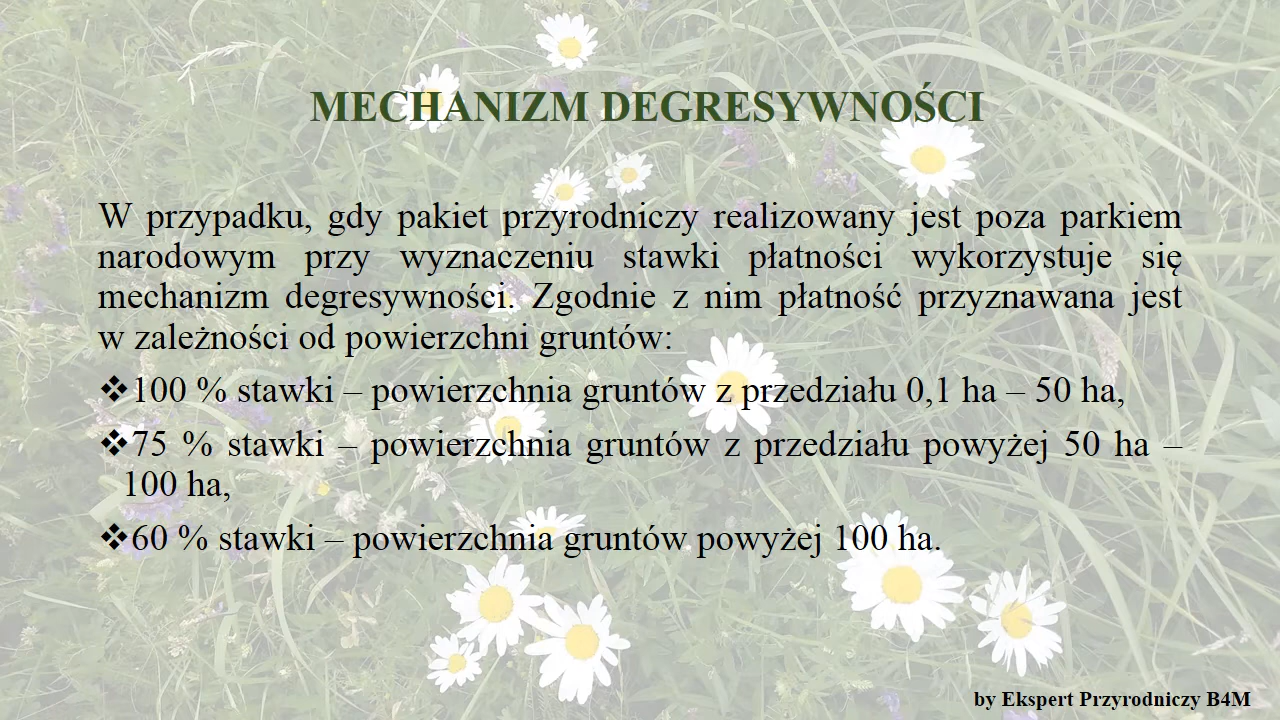 MECHANIZM DEGRESYWNOŚCI
W przypadku, gdy pakiet przyrodniczy realizowany jest poza parkiem
narodowym przy wyznaczeniu stawki płatności wykorzystuje się
mechanizm degresywności. Zgodnie z nim płatność przyznawana jest
w zależności od powierzchni gruntów:
❖100 % stawki – powierzchnia gruntów z przedziału 0,1 ha – 50 ha,
❖75 % stawki – powierzchnia gruntów z przedziału powyżej 50 ha –
100 ha,
❖60 % stawki – powierzchnia gruntów powyżej 100 ha.
by Ekspert Przyrodniczy B4M